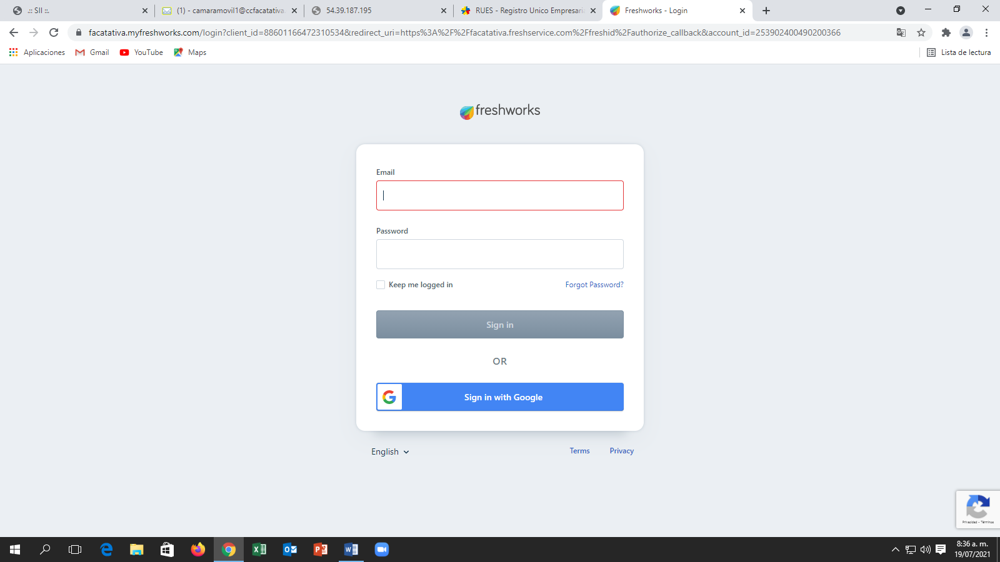 .:: SII ::.
(1) - camaramovil1@ccfacatativa.
54.39.187.195
RUES - Registro Unico Empresari
Freshworks - Login
facatativa.myfreshworks.com/login?client_id=88601166472310534&redirect_uri=https%3A%2F%2Ffacatativa.freshservice.com%2Ffreshid%2Fauthorize_callback&account_id=253902400490200366
Aplicaciones
Gmail
YouTube
Maps
Lista de lectura
freshworks
Email
Password
Keep me logged in
Forgot Password?
Sign in
OR
Sign in with Google
English
Terms
Privacy
Privacidad - Términos
8:36 a. m.
19/07/2021